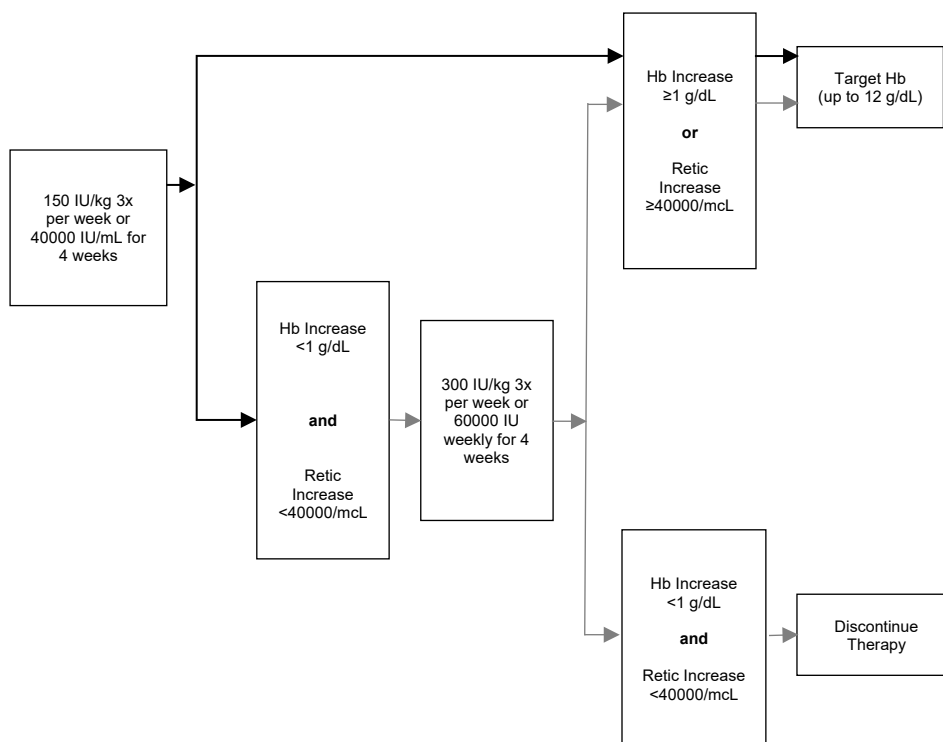 150 IU/kg 3x
per week or
40000 IU/mL for
4 weeks
Hb Increase
<1 g/dL
and
Retic
Increase
<40000/mcL
300 IU/kg 3x
per week or
60000 IU
weekly for 4
weeks
Hb Increase
≥1 g/dL
or
Retic
Increase
≥40000/mcL
Target Hb
(up to 12 g/dL)
Hb Increase
<1 g/dL
and
Retic Increase
<40000/mcL
Discontinue
Therapy